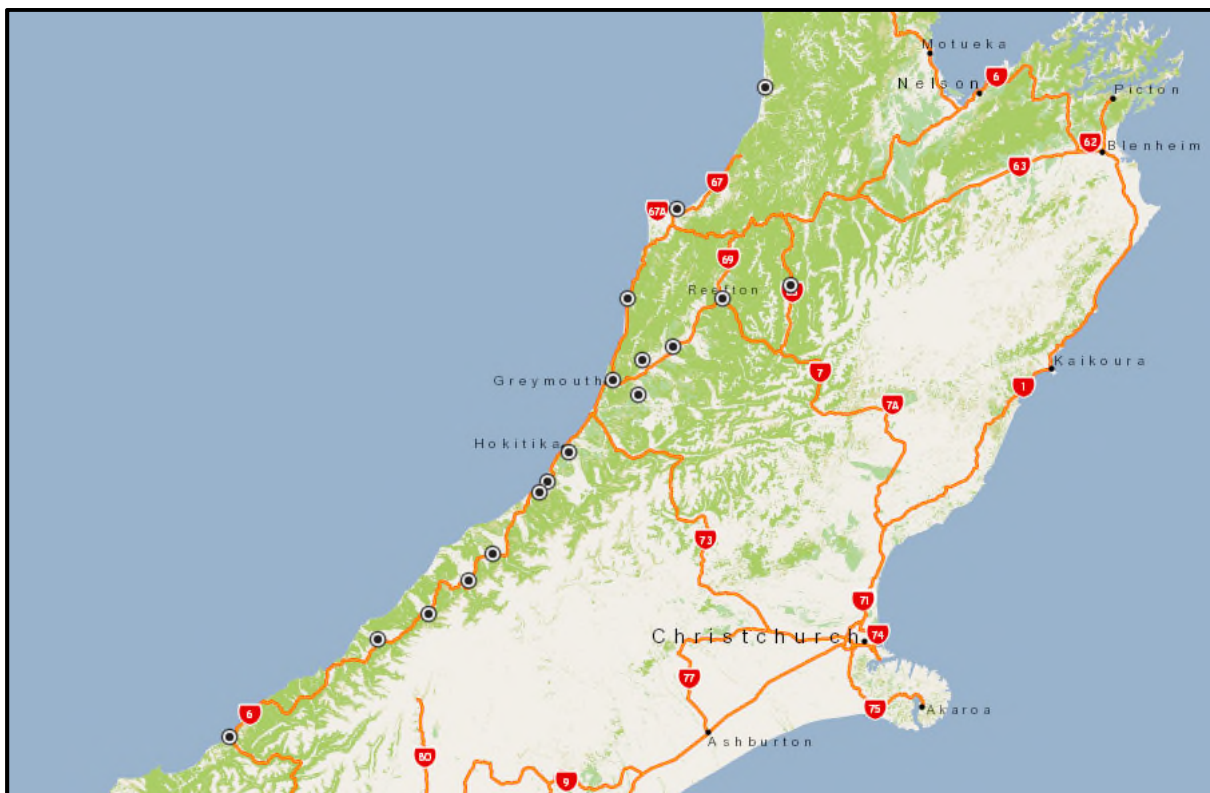 Motueka
Nelson
6
Picton
62
Blenheim
67
63
67A
69
Reefton
Kaikoura
7
1
Greymouth
7A
Hokitika
73
71
Christchurch
74
77
6
75
Akaroa
Ashburton
80
9